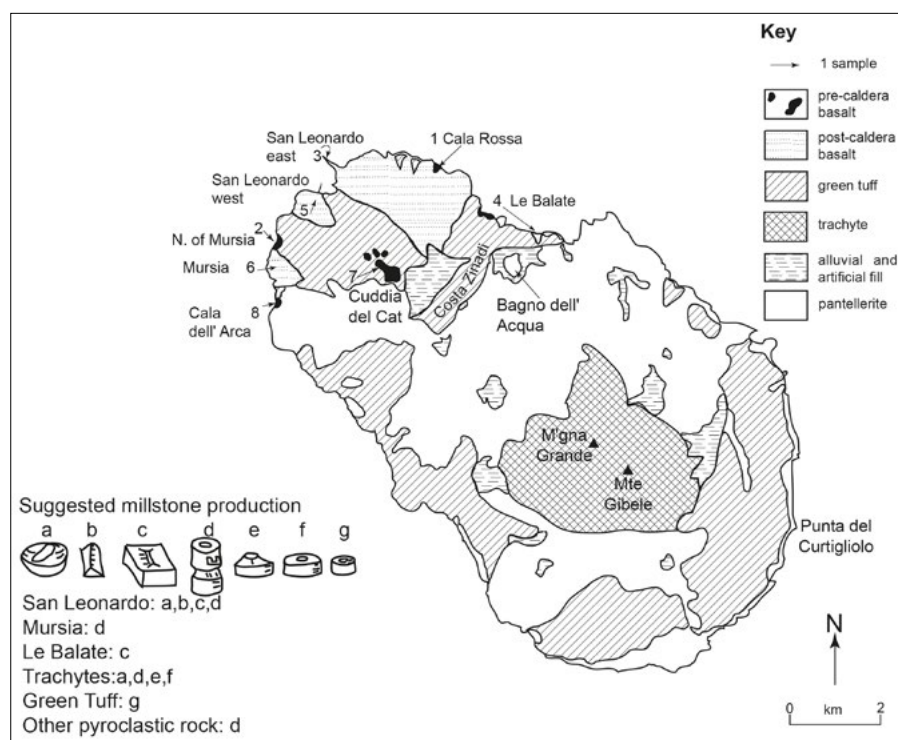 Key
1 sample
pre-caldera
basalt
post-caldera
basalt
green tuff
trachyte
alluvial and
artificial fill
pantellerite
San Leonardo
east
3
1 Cala Rossa
San Leonardo
west
5
4 Le Balate
2
N. of Mursia
Mursia 6
7
Cuddia
del Cat
Costa Zinadi
Bagno dell'
Acqua
8
Cala
dell' Arca
M'gna
Grande
Mte
Gibele
Punta del
Curtigliolo
Suggested millstone production
a b c d e f g
San Leonardo: a,b,c,d
Mursia: d
Le Balate: c
Trachytes:a,d,e,f
Green Tuff: g
Other pyroclastic rock: d
N
0 km 2